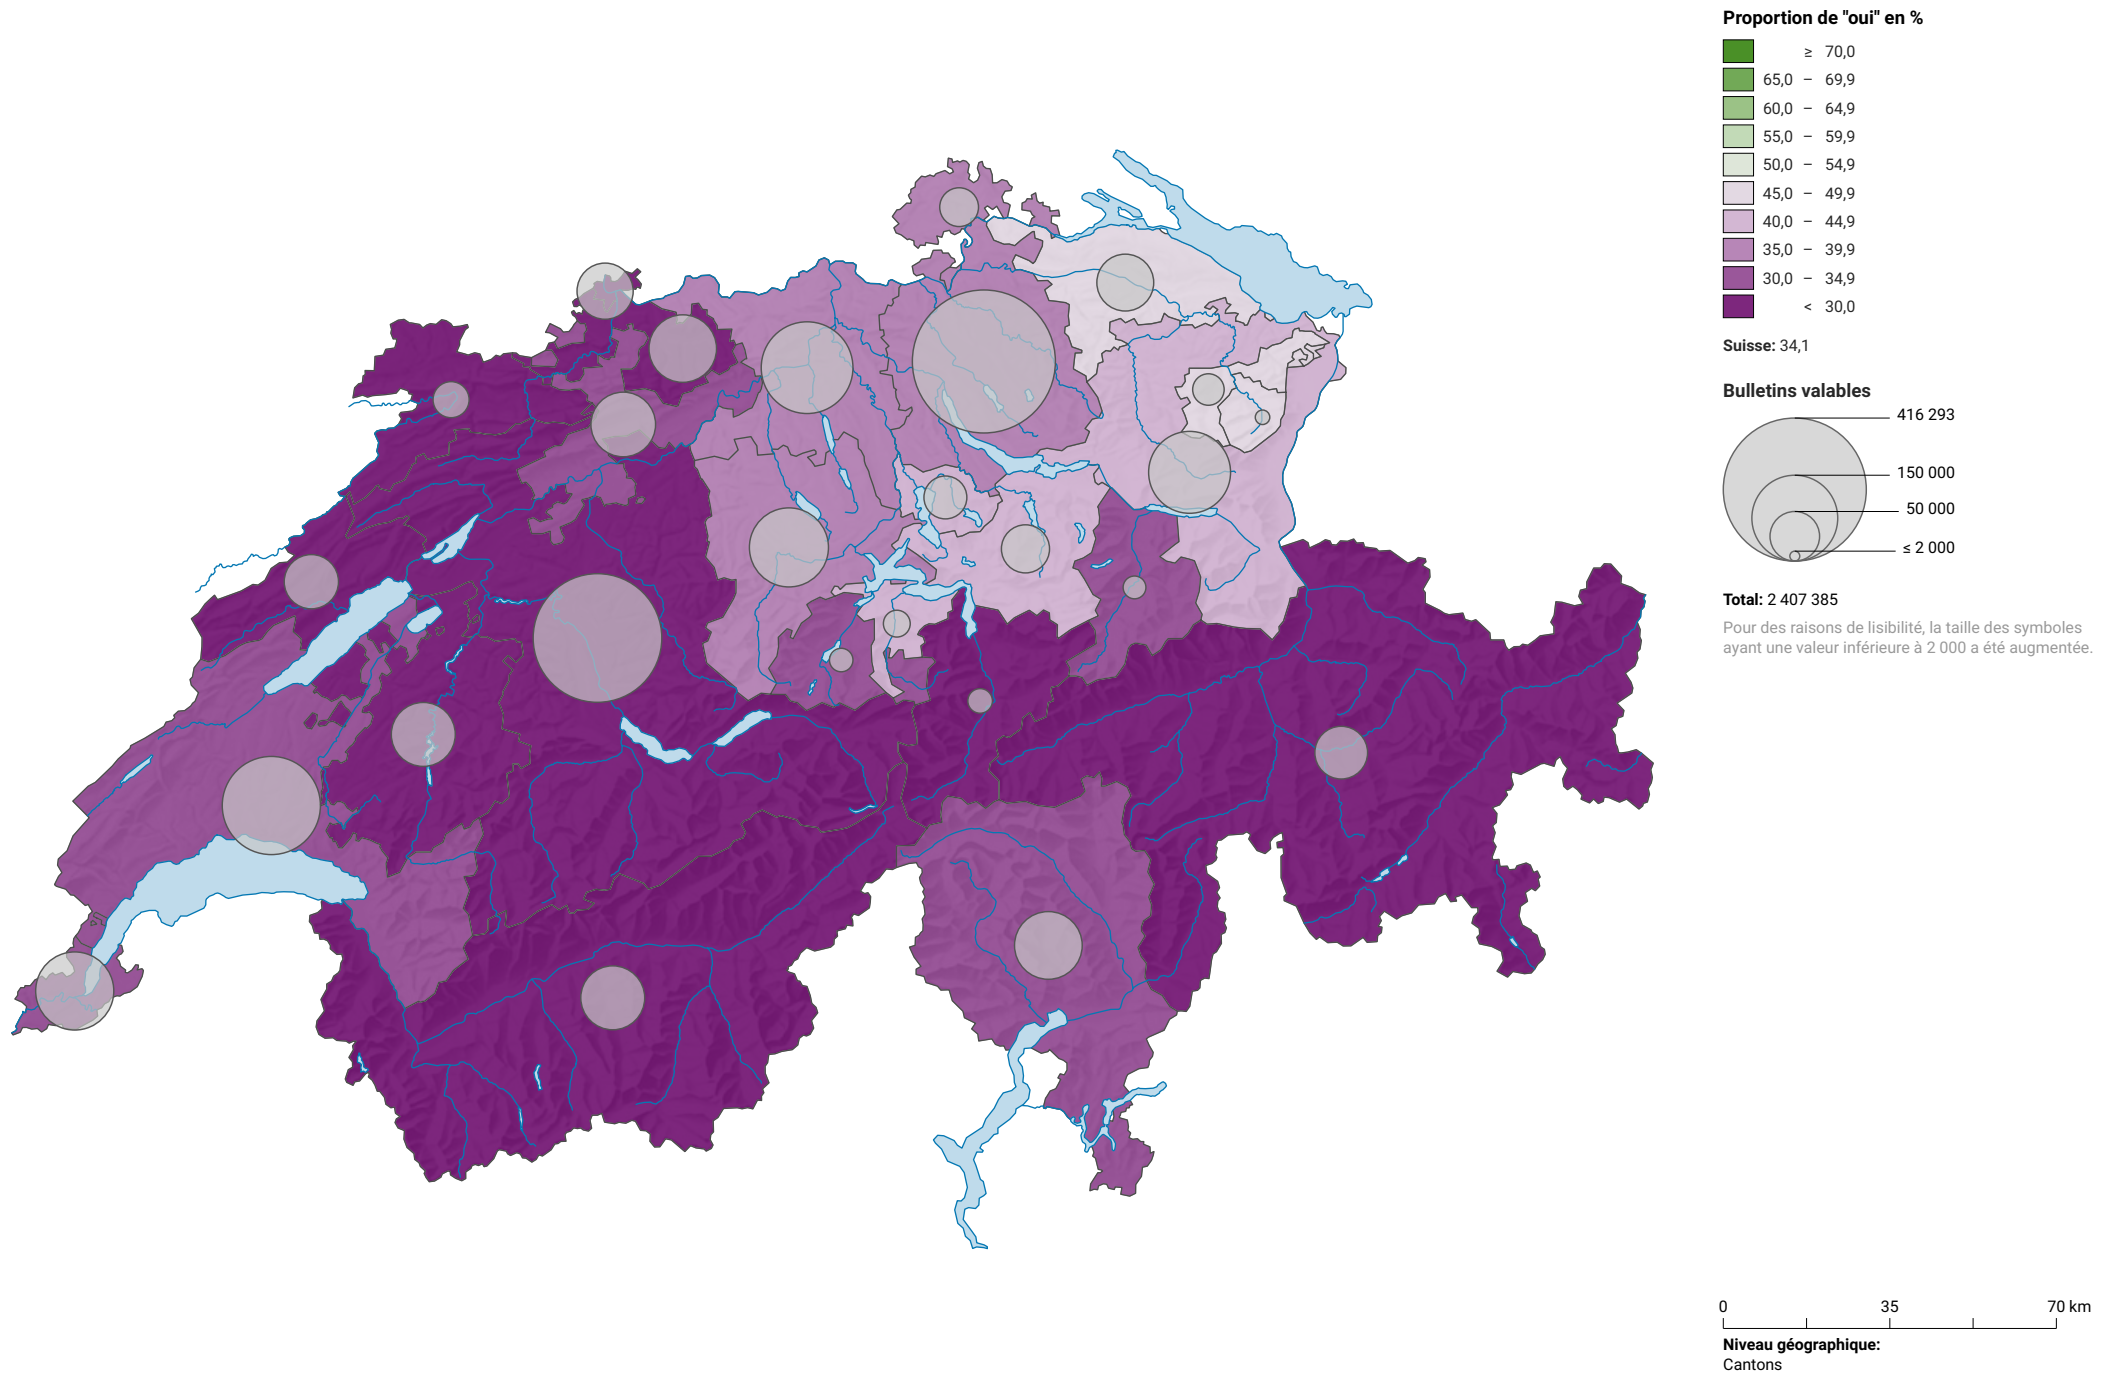 Proportion de "oui" en %
≥ 70,0
65,0 – 69,9
60,0 – 64,9
55,0 – 59,9
50,0 – 54,9
45,0 – 49,9
40,0 – 44,9
35,0 – 39,9
30,0 – 34,9
< 30,0
Suisse: 34,1
Bulletins valables
416 293
150 000
50 000
≤ 2 000
Total: 2 407 385
Pour des raisons de lisibilité, la taille des symboles
ayant une valeur inférieure à 2 000 a été augmentée.
0 35 70 km
Niveau géographique:
Cantons